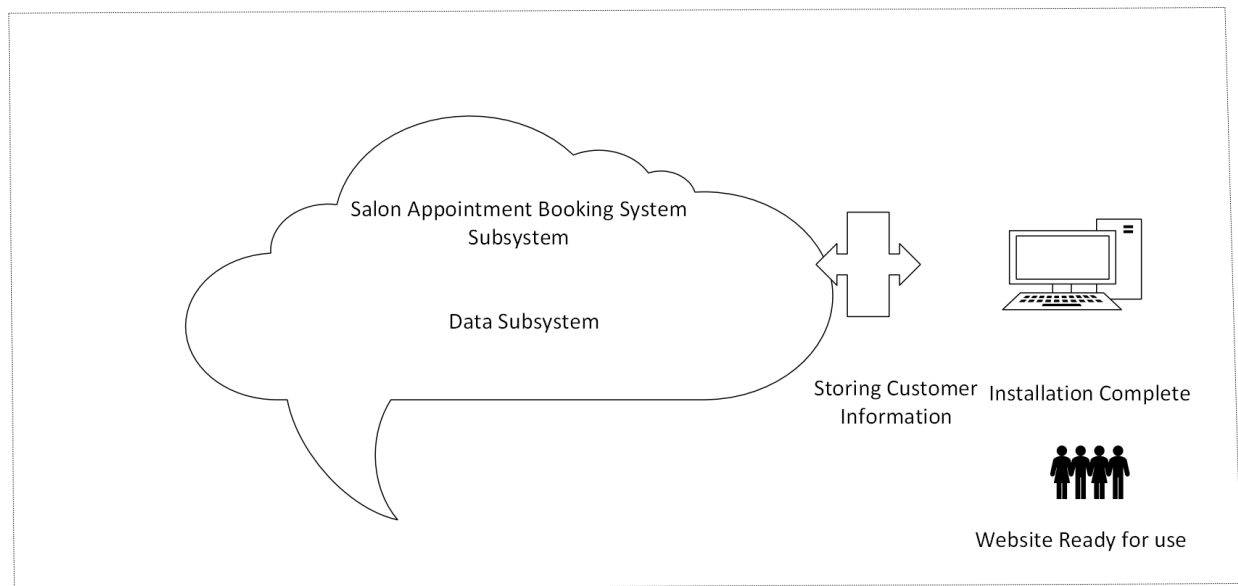 Salon Appointment Booking System
Subsystem
Data Subsystem
Storing Customer
Information
Installation Complete
Website Ready for use